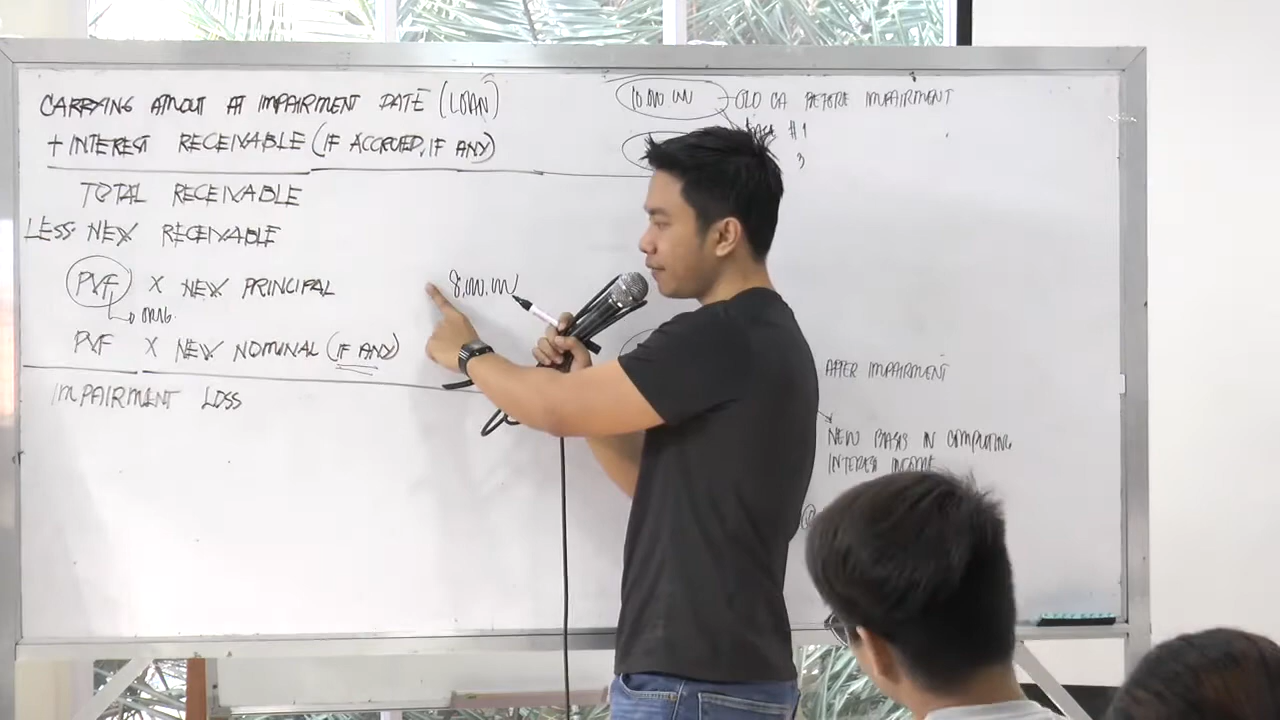 CARRYING AMOUT AT IMPAIRMENT DATE (LOAN)
+ INTEREST RECEIVABLE (IF ACCRUED, IF ANY)
TOTAL RECEIVABLE
LESS: NEW RECEIVABLE
PVF X NEW PRINCIPAL
ORIG.
PVF X NEW NOMINAL (IF ANY)
IMPAIRMENT LOSS
8,000,000
10,000,000 OLD CA BEFORE IMPAIRMENT
#1
3
AFTER IMPAIRMENT
NEW BASIS IN COMPUTING
INTEREST INCOME
@